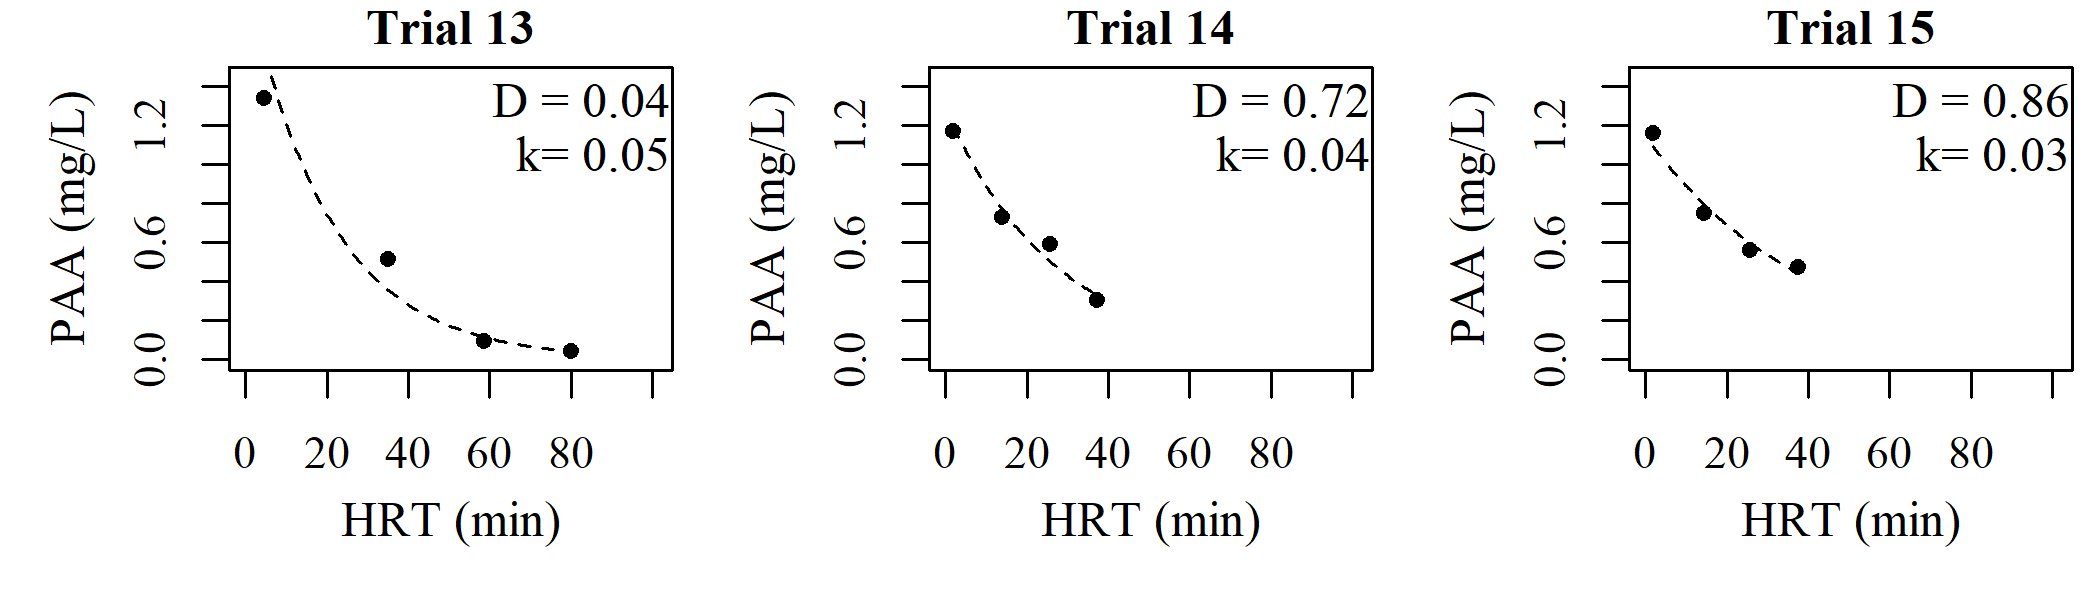 Trial 13
PAA (mg/L)
1.2
0.6
0.0
D = 0.04
k= 0.05
0 20 40 60 80
HRT (min)
Trial 14
PAA (mg/L)
1.2
0.6
0.0
D = 0.72
k= 0.04
0 20 40 60 80
HRT (min)
Trial 15
PAA (mg/L)
1.2
0.6
0.0
D = 0.86
k= 0.03
0 20 40 60 80
HRT (min)